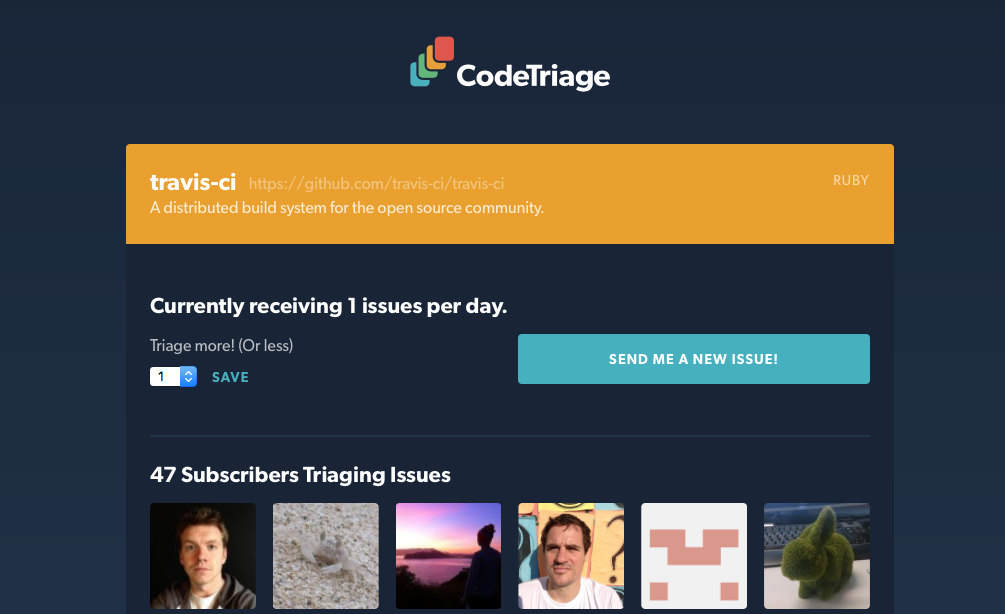 CodeTriage
travis-ci https://github.com/travis-ci/travis-ci RUBY
A distributed build system for the open source community.
Currently receiving 1 issues per day.
Triage more! (Or less)
1 SAVE
SEND ME A NEW ISSUE!
47 Subscribers Triaging Issues